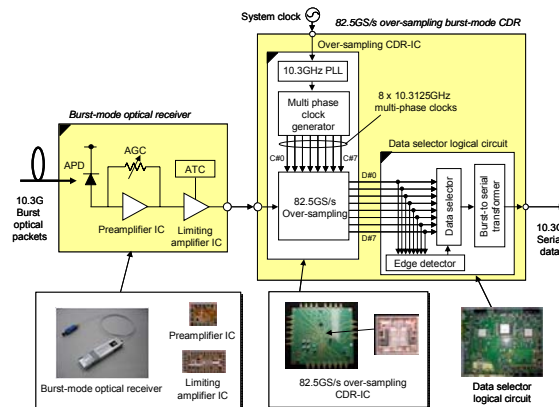 System clock
82.5GS/s over-sampling burst-mode CDR
Over-sampling CDR-IC
10.3GHz PLL
8 x 10.3125GHz
multi-phase clocks
Multi phase
clock
generator
Burst-mode optical receiver
AGC
APD
ATC
C#0
C#7
Data selector logical circuit
10.3G
Burst
optical
packets
Preamplifier IC
Limiting
amplifier IC
82.5GS/s
Over-sampling
D#0
D#7
Data selector
Burst-to serial
transformer
Edge detector
10.3G
Serial
data
Preamplifier IC
Limiting
amplifier IC
Burst-mode optical receiver
82.5GS/s over-sampling
CDR-IC
Data selector
logical circuit